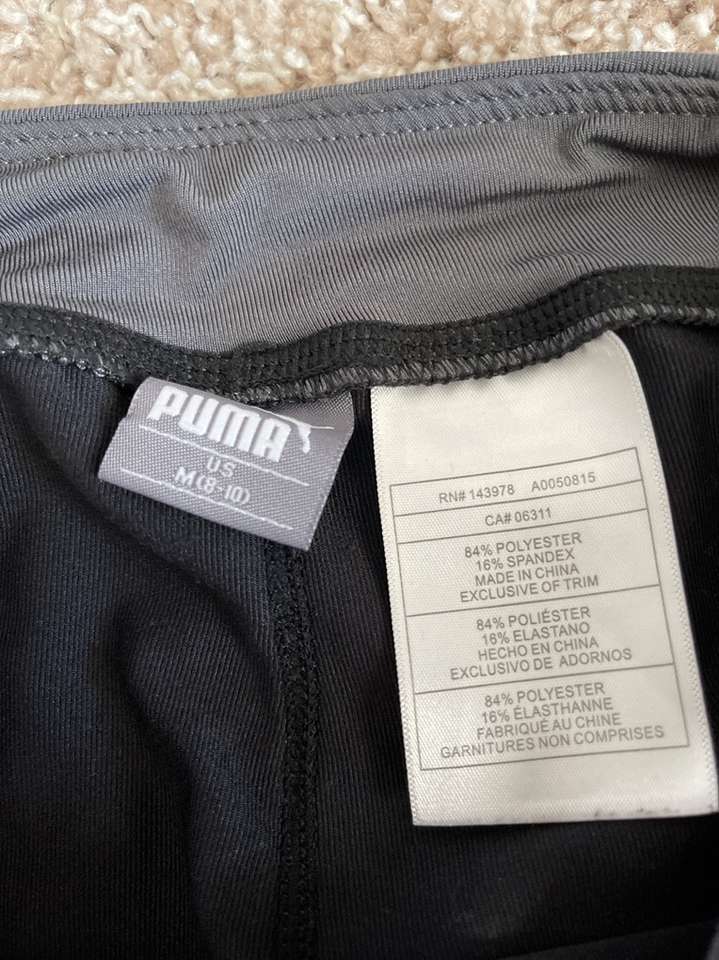 PUMA
US
M(8-10)
RN# 143978 A0050815
CA# 06311
84% POLYESTER
16% SPANDEX
MADE IN CHINA
EXCLUSIVE OF TRIM
84% POLIÉSTER
16% ELASTANO
HECHO EN CHINA
EXCLUSIVO DE ADORNOS
84% POLYESTER
16% ÉLASTHANNE
FABRIQUÉ AU CHINE
GARNITURES NON COMPRISES